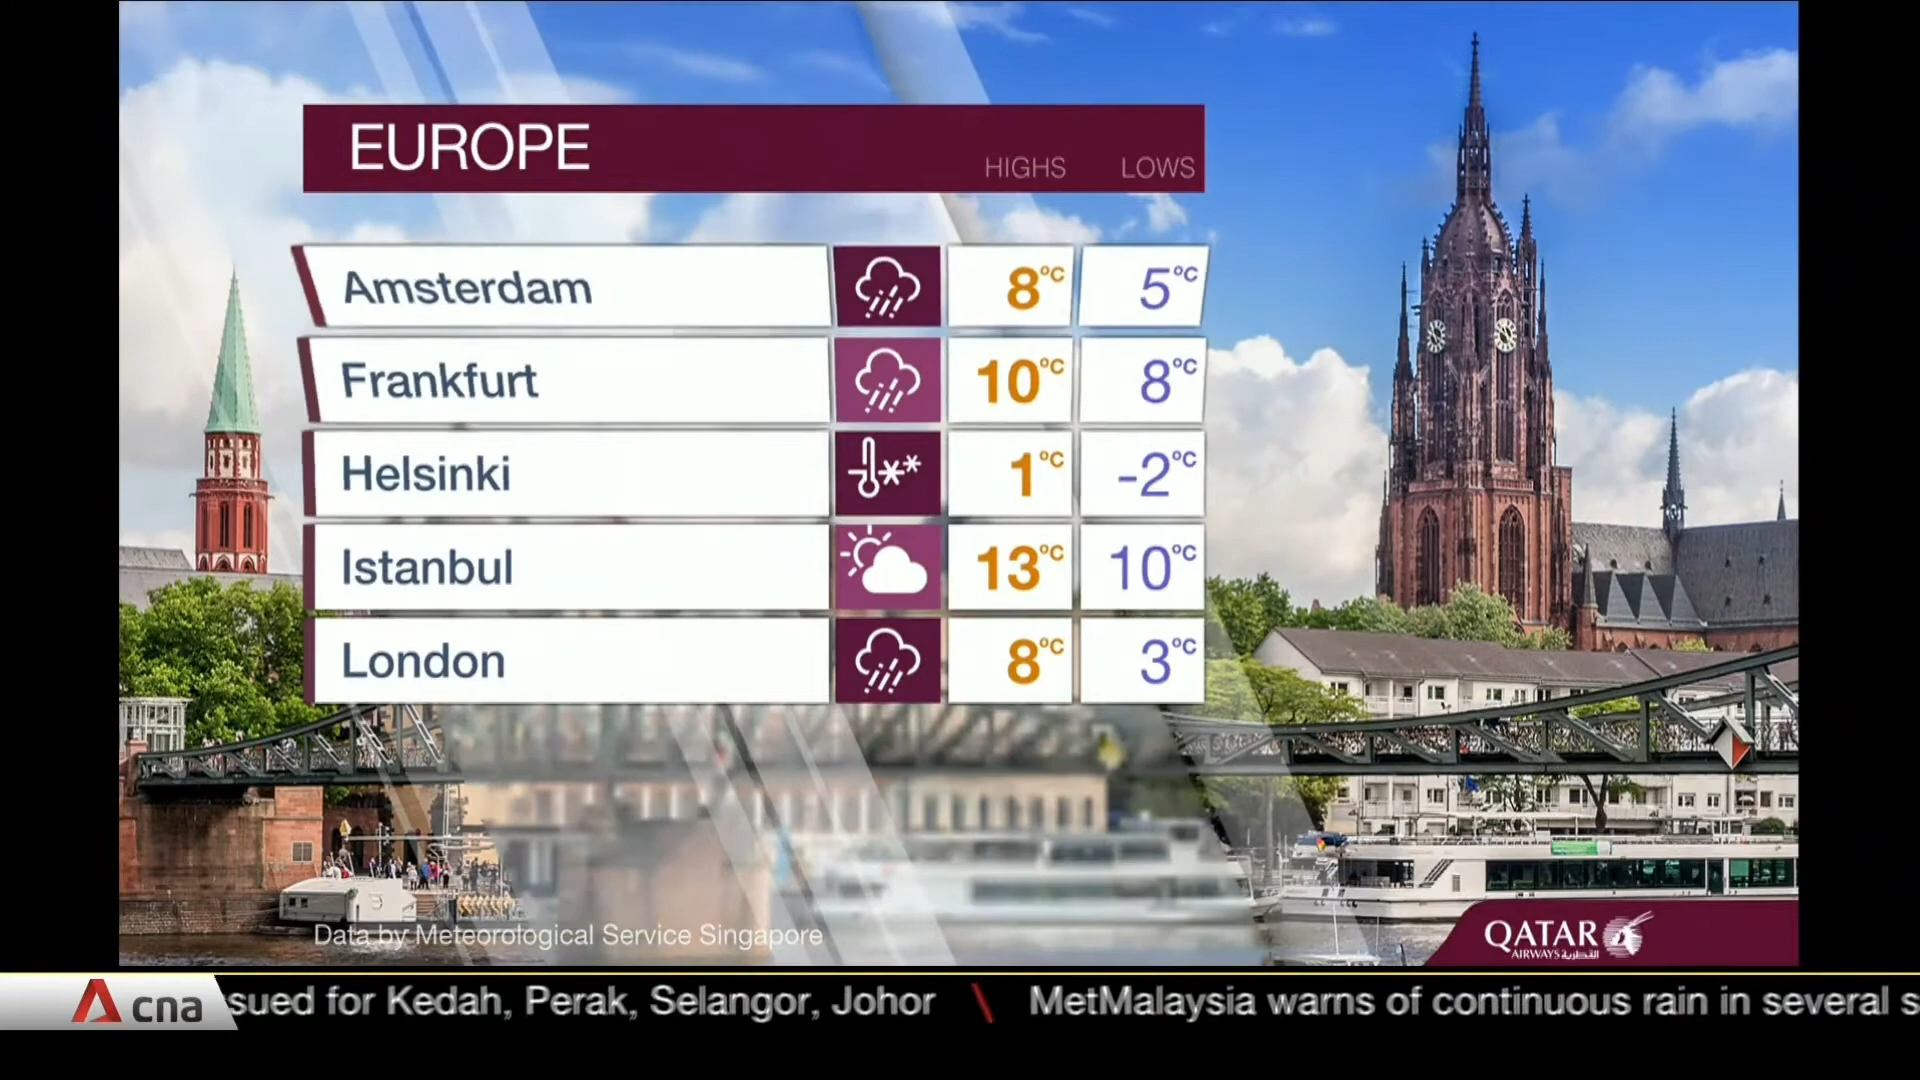 EUROPE
HIGHS LOWS
Amsterdam 8°C 5°C
Frankfurt 10°C 8°C
Helsinki 1°C -2°C
Istanbul 13°C 10°C
London 8°C 3°C
Data by Meteorological Service Singapore
QATAR
AIRWAYS القطرية
cna
sued for Kedah, Perak, Selangor, Johor \ MetMalaysia warns of continuous rain in several s